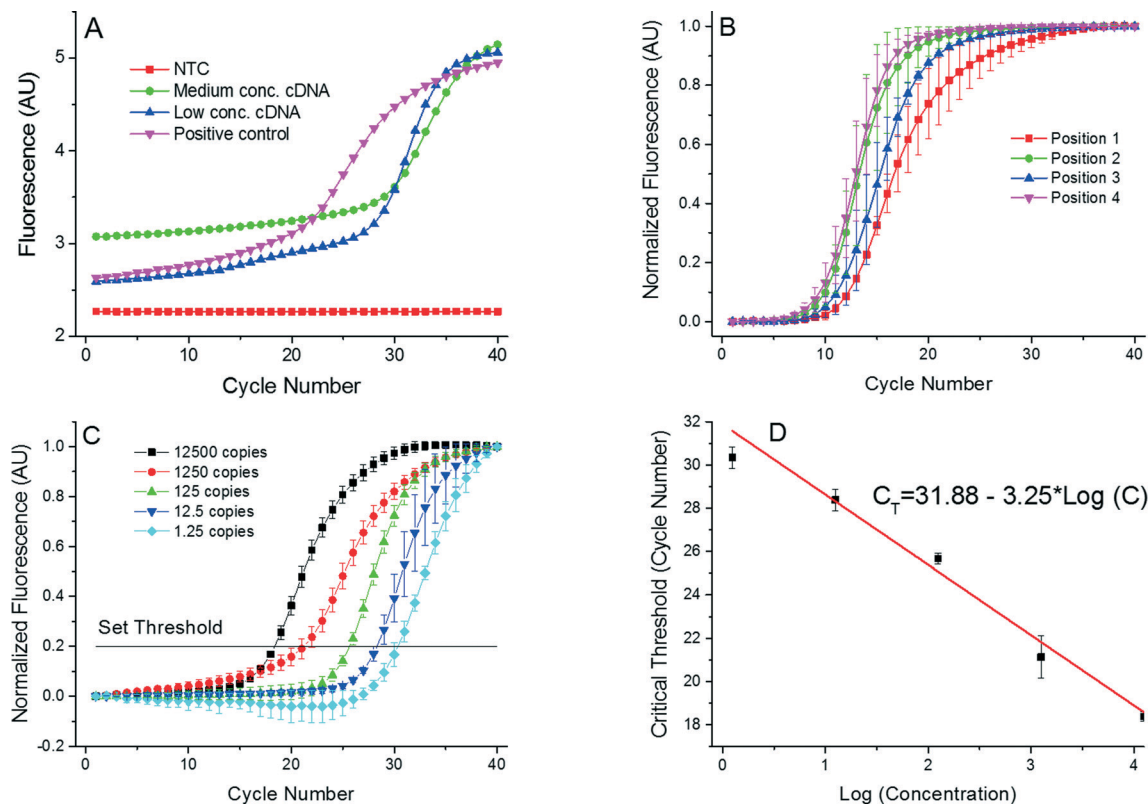 A
NTC
Medium conc. cDNA
Low conc. cDNA
Positive control
Fluorescence (AU)
5
4
3
2
0
10
20
30
40
Cycle Number
B
Position 1
Position 2
Position 3
Position 4
Normalized Fluorescence (AU)
1.0
0.8
0.6
0.4
0.2
0.0
0
10
20
30
40
Cycle Number
C
12500 copies
1250 copies
125 copies
12.5 copies
1.25 copies
Set Threshold
Normalized Fluorescence (AU)
1.0
0.8
0.6
0.4
0.2
0.0
-0.2
0
10
20
30
40
Cycle Number
D
C_T=31.88 - 3.25*Log (C)
Critical Threshold (Cycle Number)
32
30
28
26
24
22
20
18
0
1
2
3
4
Log (Concentration)